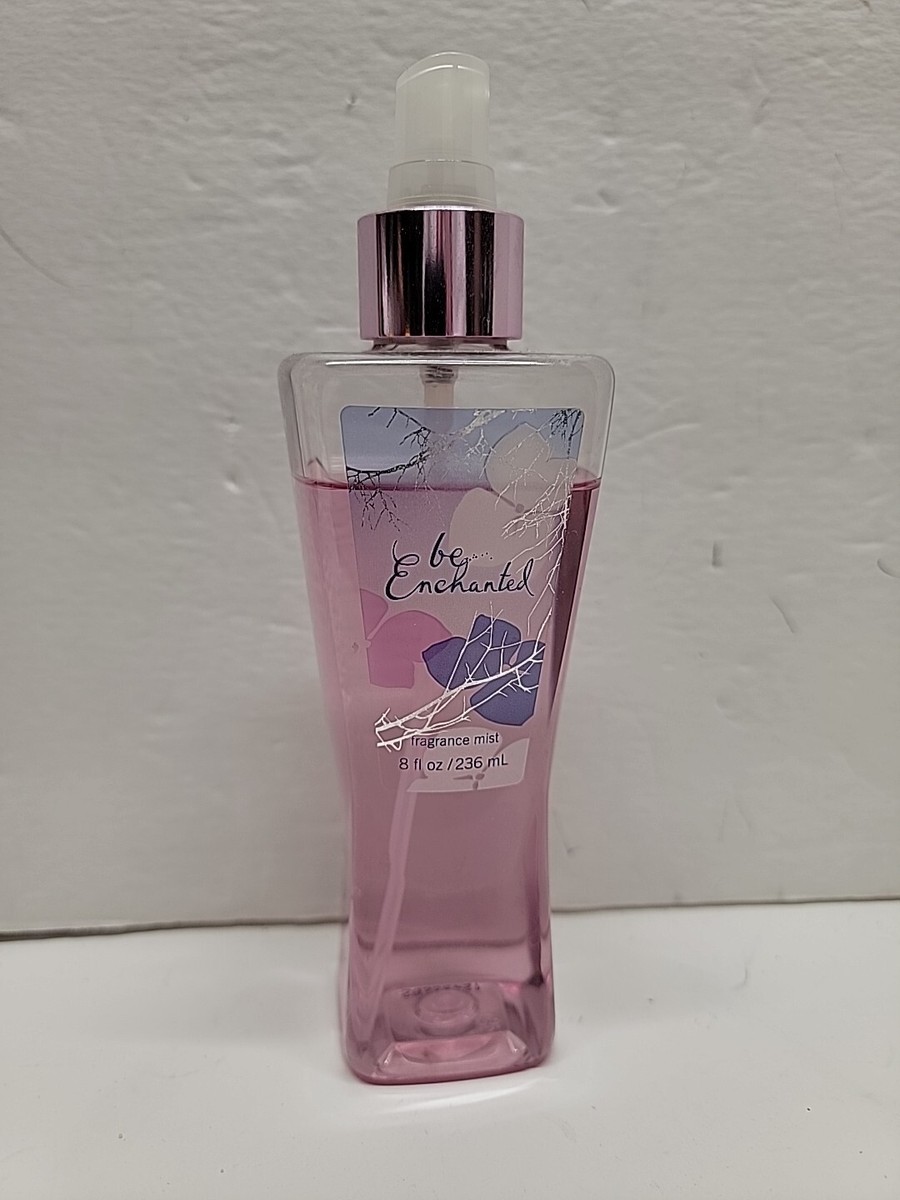 be.....
Enchanted
fragrance mist
8 fl oz / 236 mL